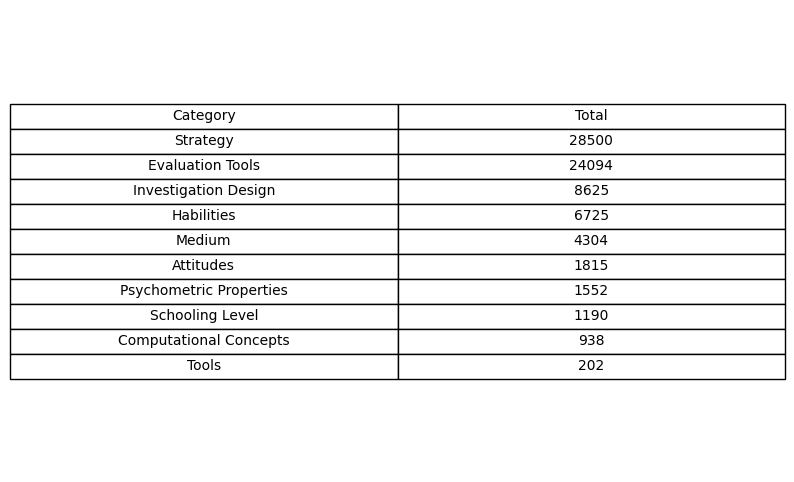 Category Total
Strategy 28500
Evaluation Tools 24094
Investigation Design 8625
Habilities 6725
Medium 4304
Attitudes 1815
Psychometric Properties 1552
Schooling Level 1190
Computational Concepts 938
Tools 202